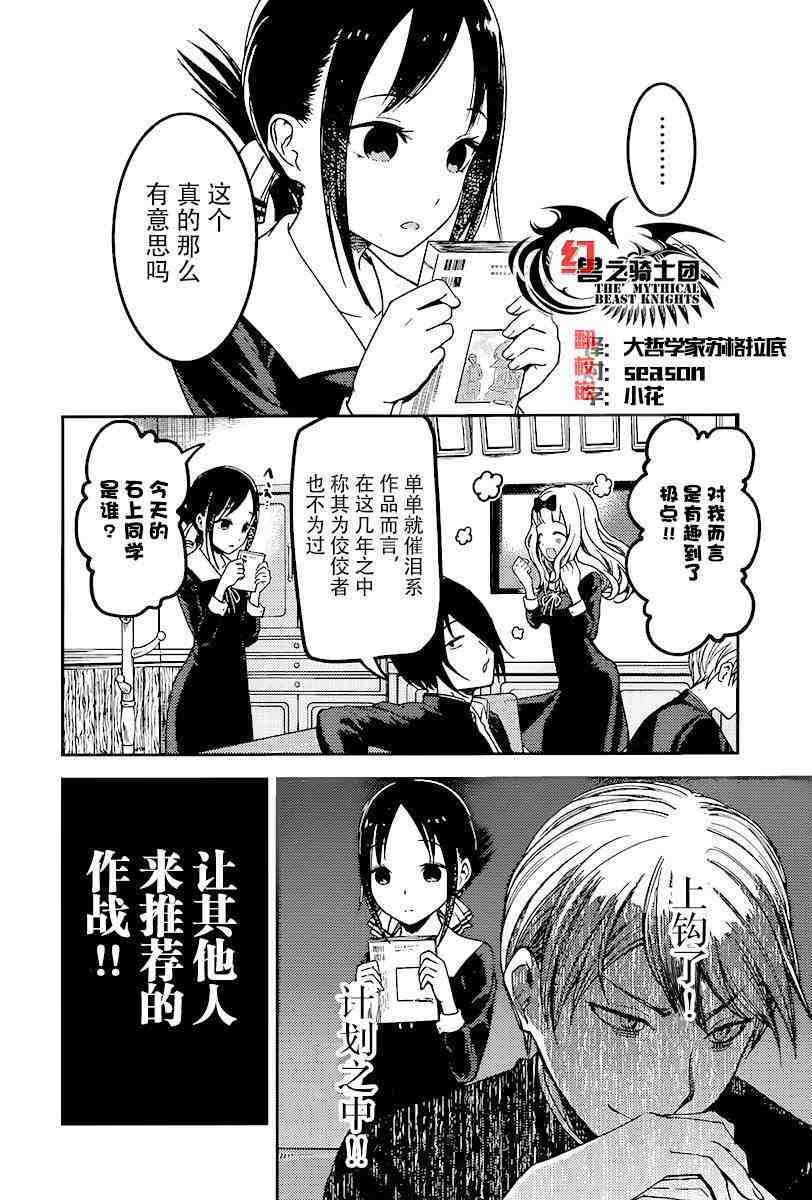 ………
这个
真的那么
有意思吗
幻兽之骑士团
THE MYTHICAL
BEAST KNIGHTS
译：大哲学家苏格拉底
校对：season
嵌字：小花
对我而言
是有趣到了
极点!!
单单就催泪系
作品而言，
在这几年之中
称其为佼佼者
也不为过
今天的
石上同学
是谁？
上钩了！
计划之中!!
让其他人
来推荐的
作战!!